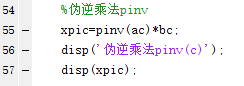 54 %伪逆乘法pinv
55 - xpic=pinv(ac)*bc;
56 - disp('伪逆乘法pinv(c)');
57 - disp(xpic);